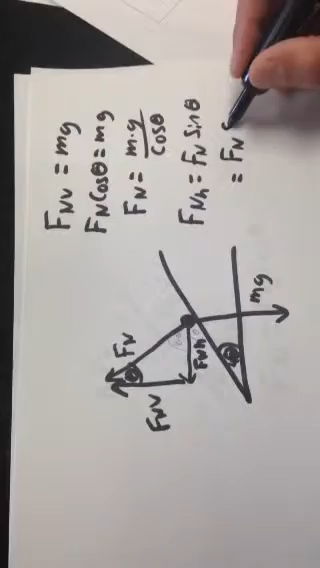 F_NV = mg
F_N Cosθ = mg
F_N = m·g / Cosθ
F_Nh = F_N Sinθ
= F_N
F_N
θ
F_NV
F_Nh
θ
mg